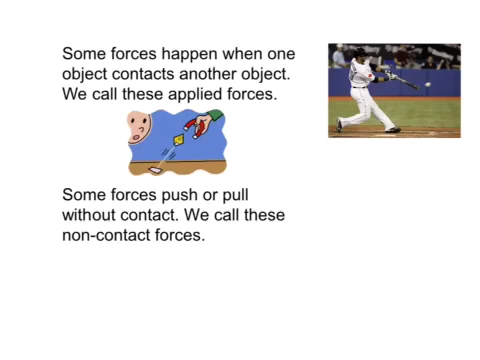 Some forces happen when one
object contacts another object.
We call these applied forces.
Some forces push or pull
without contact. We call these
non-contact forces.